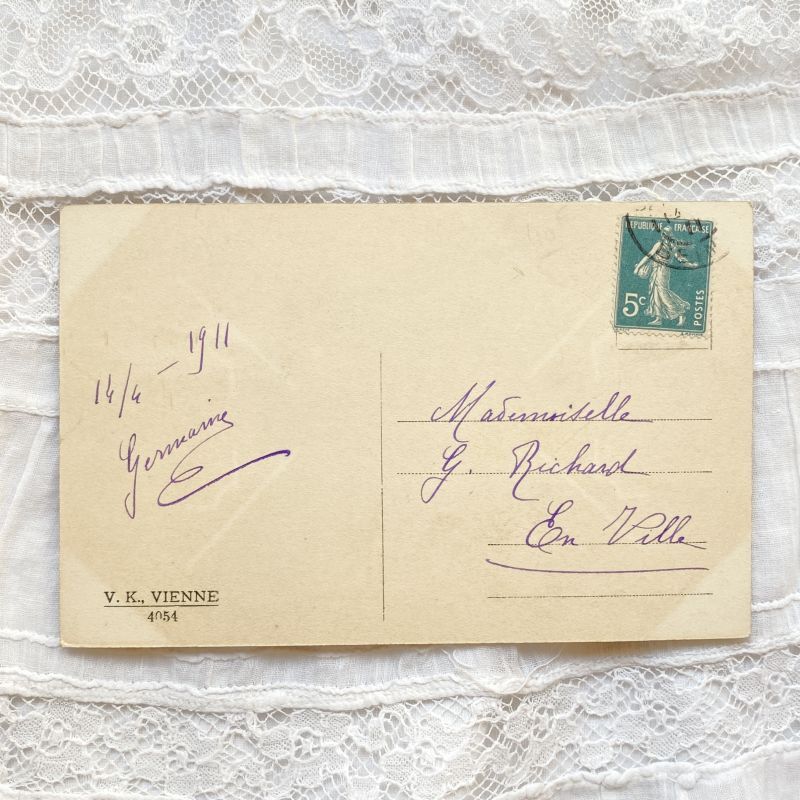 REPUBLIQUE FRANÇAISE
5c
POSTES
14/4 - 1911
Germaine
Mademoiselle
G. Richard
En Ville
V. K., VIENNE
4054